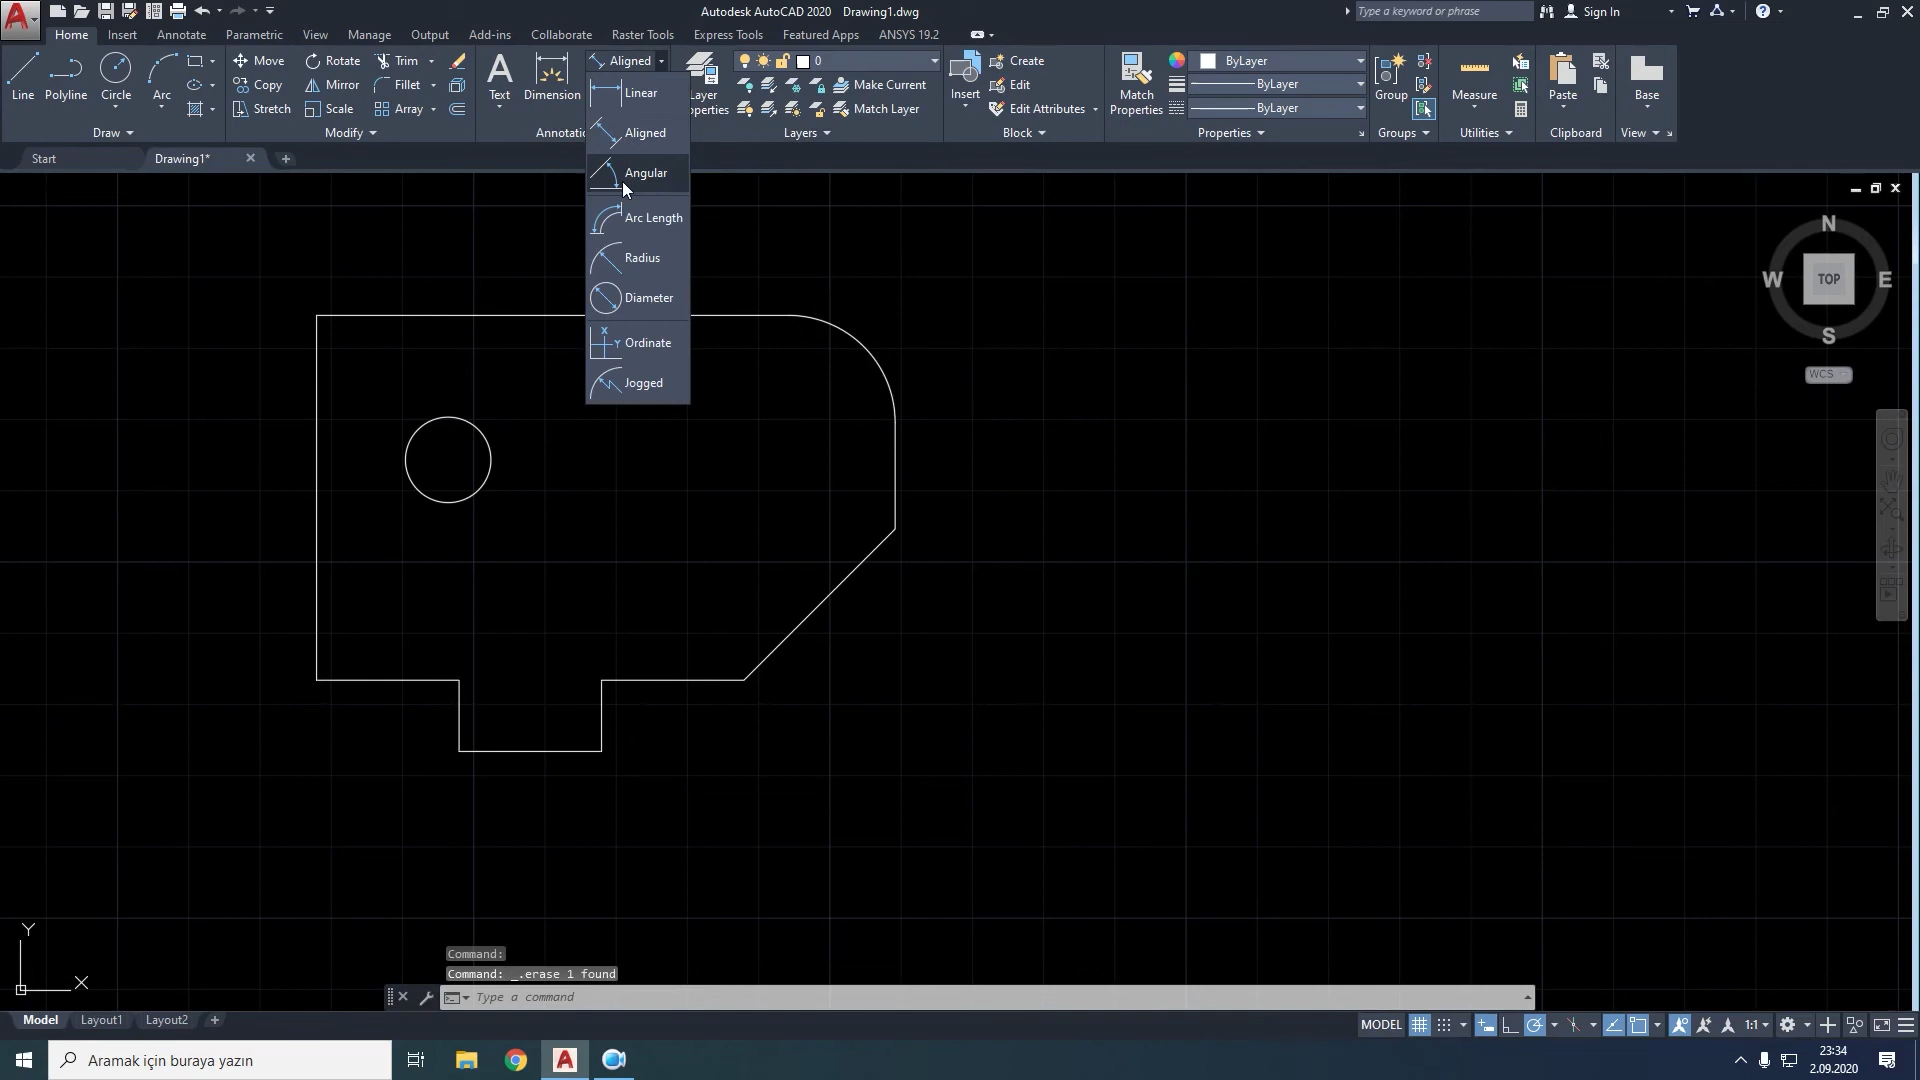 Autodesk AutoCAD 2020 Drawing1.dwg
Type a keyword or phrase
Sign In
Home Insert Annotate Parametric View Manage Output Add-ins Collaborate Raster Tools Express Tools Featured Apps ANSYS 19.2
Line
Polyline
Circle
Arc
Move Rotate Trim
Copy Mirror Fillet
Stretch Scale Array
Text
Dimension
Aligned
0
Make Current
Match Layer
Insert
Create
Edit
Edit Attributes
Match
Properties
ByLayer
ByLayer
ByLayer
Group
Measure
Paste
Base
Draw Modify Layers Block Properties Groups Utilities Clipboard View
Linear
Aligned
Angular
Arc Length
Radius
Diameter
X
Y
Ordinate
Jogged
Start Drawing1*
N
W TOP E
S
WCS
Y
X
Command:
Command: _.erase 1 found
Type a command
Model Layout1 Layout2
MODEL 1:1
Aramak için buraya yazın
23:34
2.09.2020